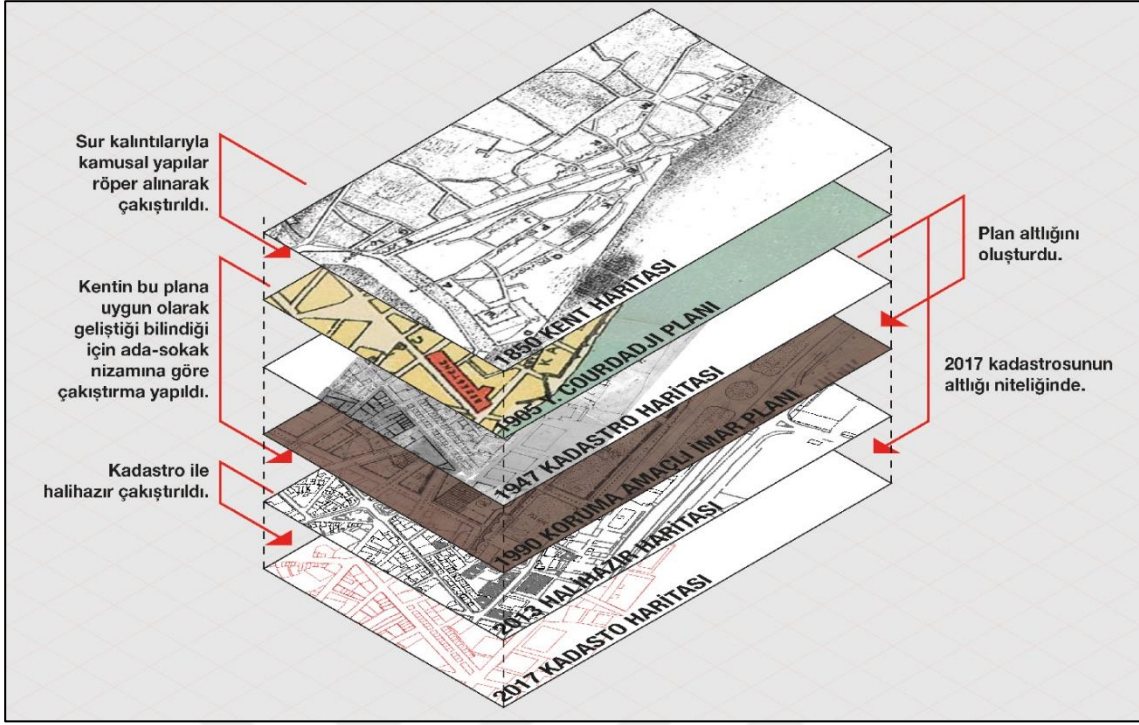 Sur kalıntılarıyla
kamusal yapılar
röper alınarak
çakıştırıldı.
Kentin bu plana
uygun olarak
geliştiği bilindiği
için ada-sokak
nizamına göre
çakıştırma yapıldı.
Kadastro ile
halihazır çakıştırıldı.
1850 KENT HARİTASI
1905 Y. COURDADJI PLANI
1947 KADASTRO HARİTASI
1990 KORUMA AMAÇLI İMAR PLANI
2013 HALİHAZIR HARİTASI
2017 KADASTO HARİTASI
Plan altlığını
oluşturdu.
2017 kadastrosunun
altlığı niteliğinde.